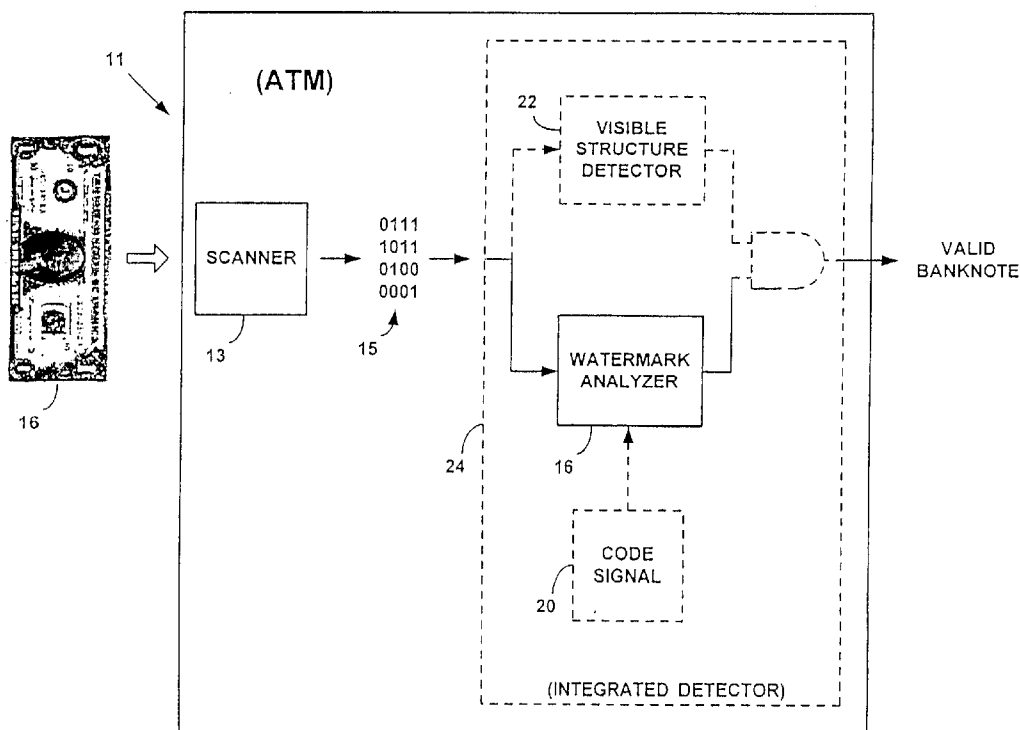 11
(ATM)
22
VISIBLE
STRUCTURE
DETECTOR
SCANNER
13
0111
1011
0100
0001
15
VALID
BANKNOTE
WATERMARK
ANALYZER
16
16
24
CODE
SIGNAL
20
(INTEGRATED DETECTOR)